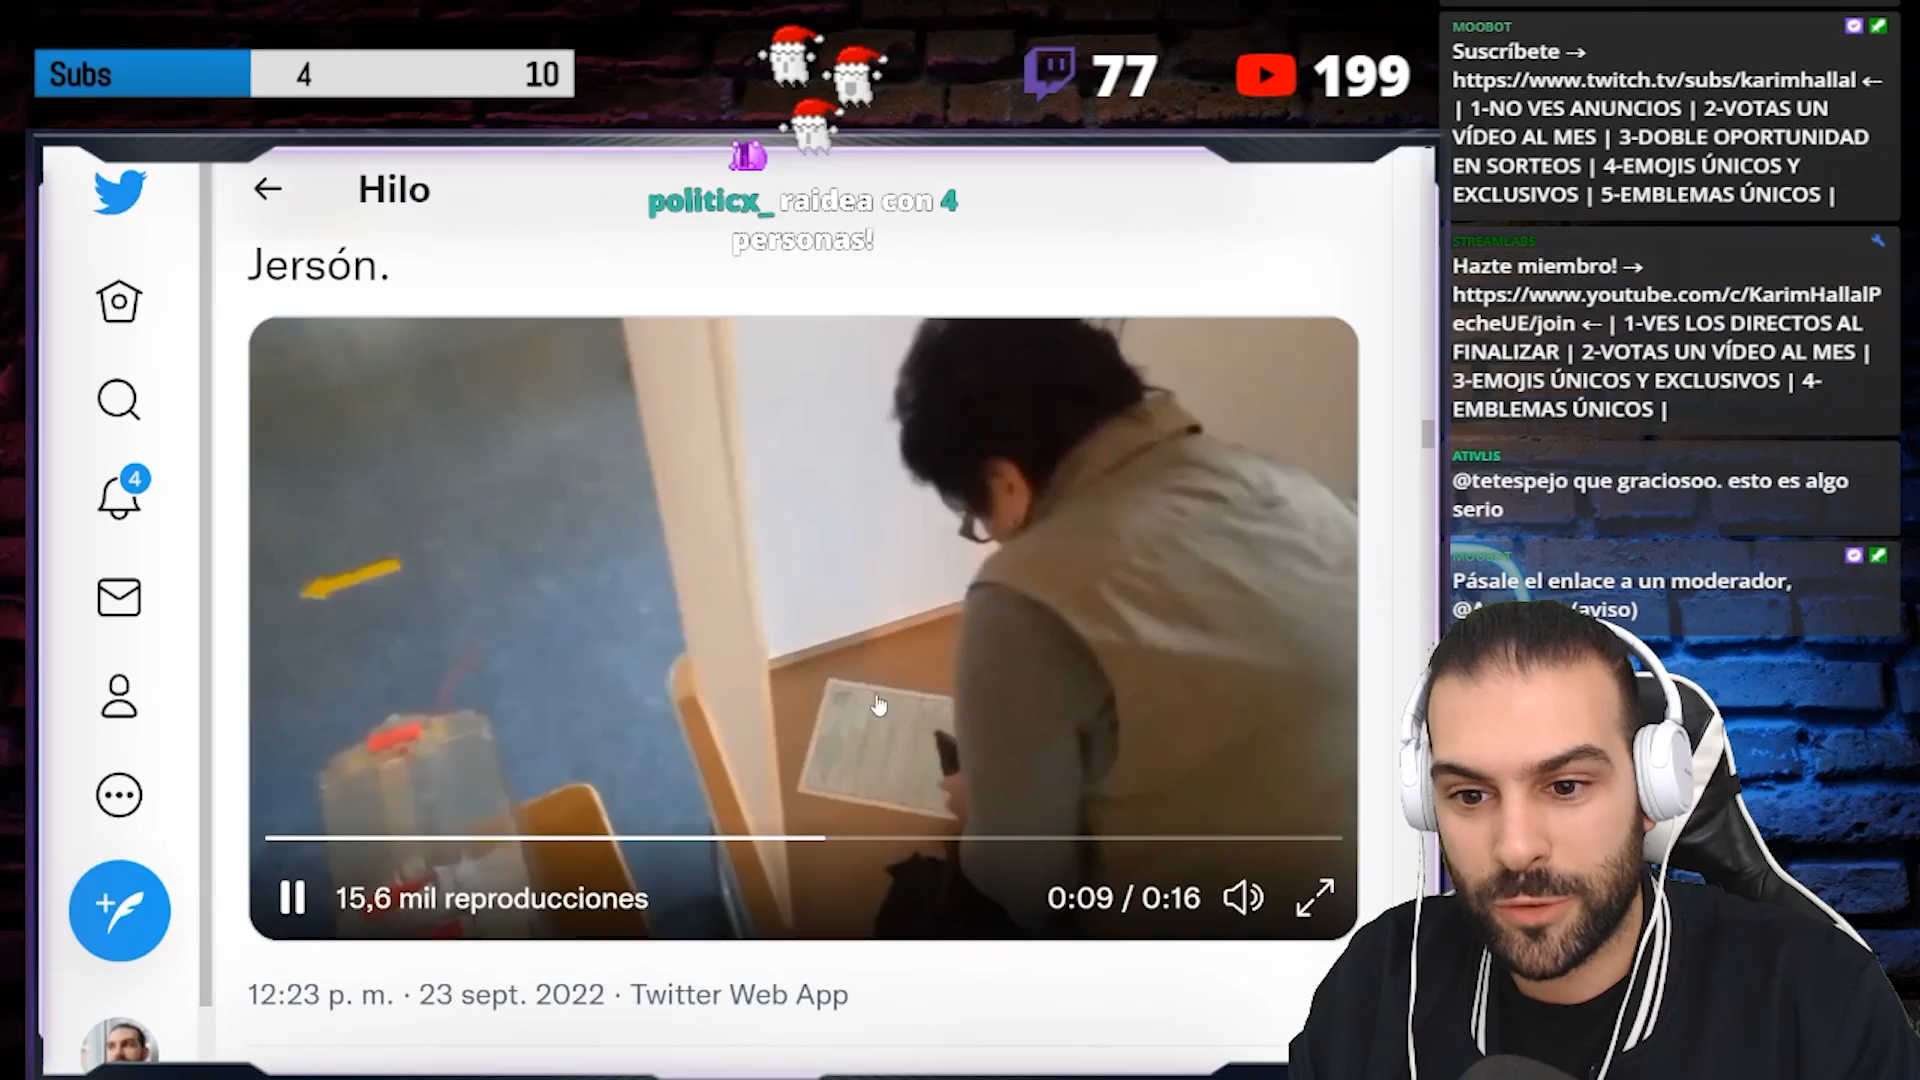 Subs 4 10
77
199
Hilo
politicx_ raidea con 4
personas!
Jersón.
4
15,6 mil reproducciones
0:09 / 0:16
12:23 p. m. · 23 sept. 2022 · Twitter Web App
MOOBOT
Suscríbete →
https://www.twitch.tv/subs/karimhallal ←
| 1-NO VES ANUNCIOS | 2-VOTAS UN
VÍDEO AL MES | 3-DOBLE OPORTUNIDAD
EN SORTEOS | 4-EMOJIS ÚNICOS Y
EXCLUSIVOS | 5-EMBLEMAS ÚNICOS |
STREAMLABS
Hazte miembro! →
https://www.youtube.com/c/KarimHallalP
echeUE/join ← | 1-VES LOS DIRECTOS AL
FINALIZAR | 2-VOTAS UN VÍDEO AL MES |
3-EMOJIS ÚNICOS Y EXCLUSIVOS | 4-
EMBLEMAS ÚNICOS |
ATIVLIS
@tetespejo que graciosoo. esto es algo
serio
MOOBOT
Pásale el enlace a un moderador,
(aviso)